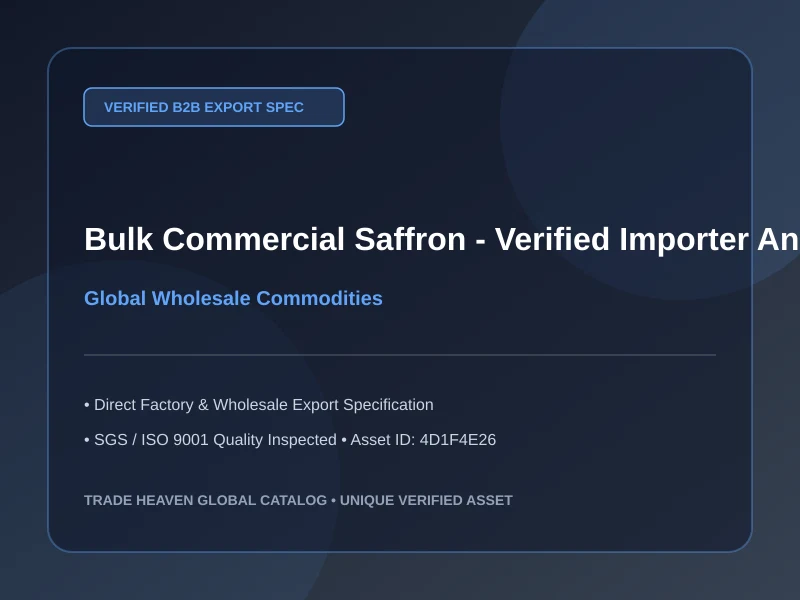 VERIFIED B2B EXPORT SPEC
Bulk Commercial Saffron - Verified Importer An
Global Wholesale Commodities
• Direct Factory & Wholesale Export Specification
• SGS / ISO 9001 Quality Inspected • Asset ID: 4D1F4E26
TRADE HEAVEN GLOBAL CATALOG • UNIQUE VERIFIED ASSET